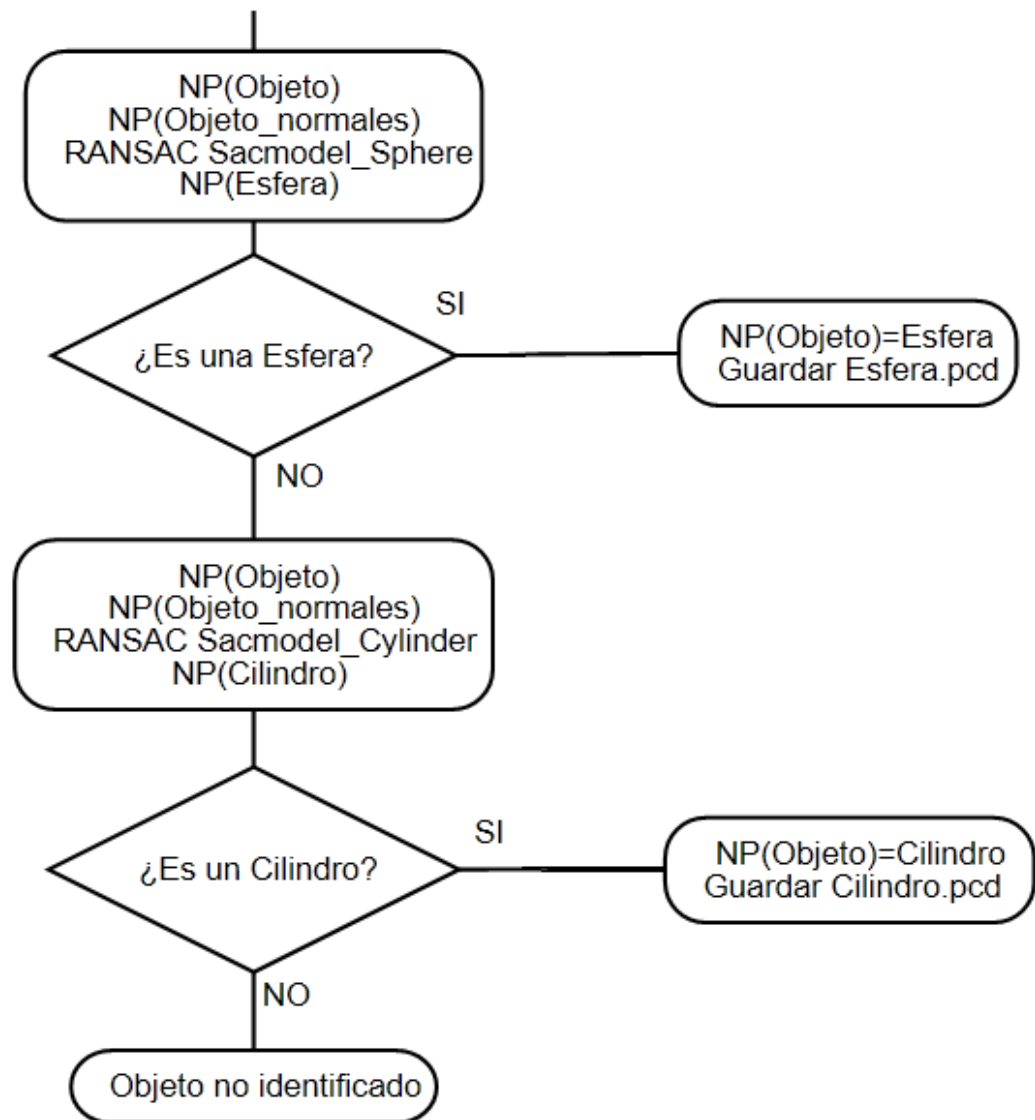 NP(Objeto)
NP(Objeto_normales)
RANSAC Sacmodel_Sphere
NP(Esfera)
¿Es una Esfera?
SI
NP(Objeto)=Esfera
Guardar Esfera.pcd
NO
NP(Objeto)
NP(Objeto_normales)
RANSAC Sacmodel_Cylinder
NP(Cilindro)
¿Es un Cilindro?
SI
NP(Objeto)=Cilindro
Guardar Cilindro.pcd
NO
Objeto no identificado